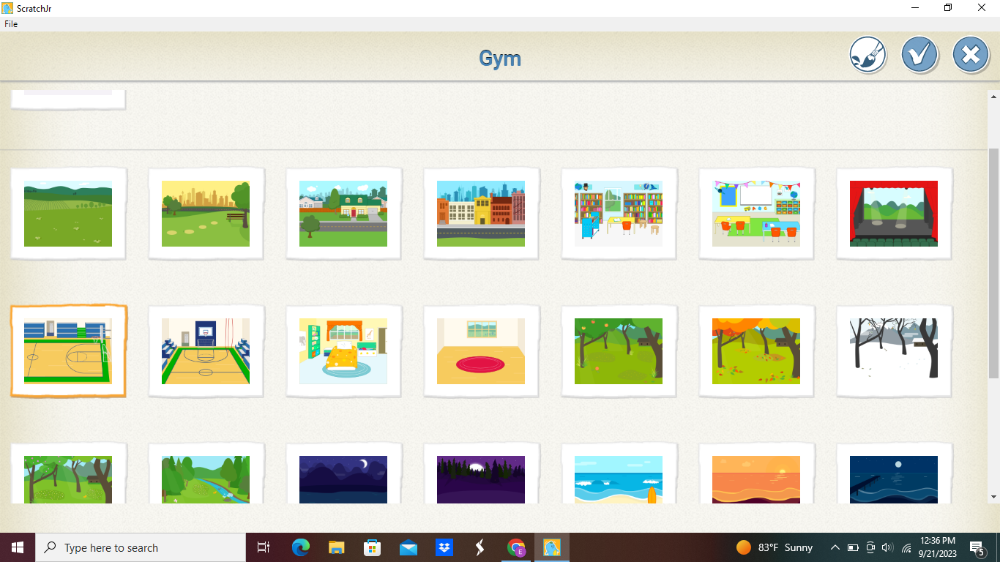 ScratchJr
File
Gym
Type here to search
83°F Sunny
12:36 PM
9/21/2023
5